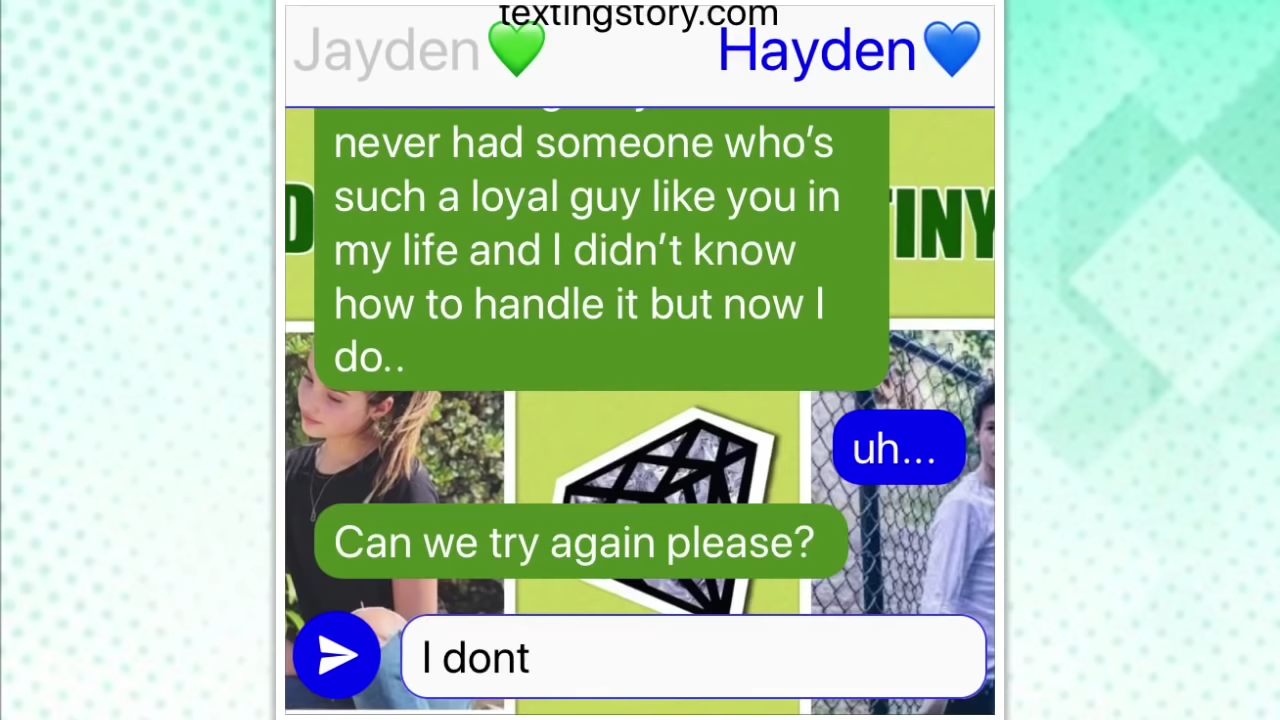 textingstory.com
Jayden💚 Hayden💙
never had someone who’s
such a loyal guy like you in
my life and I didn’t know
how to handle it but now I
do..
D INY
uh...
Can we try again please?
I dont